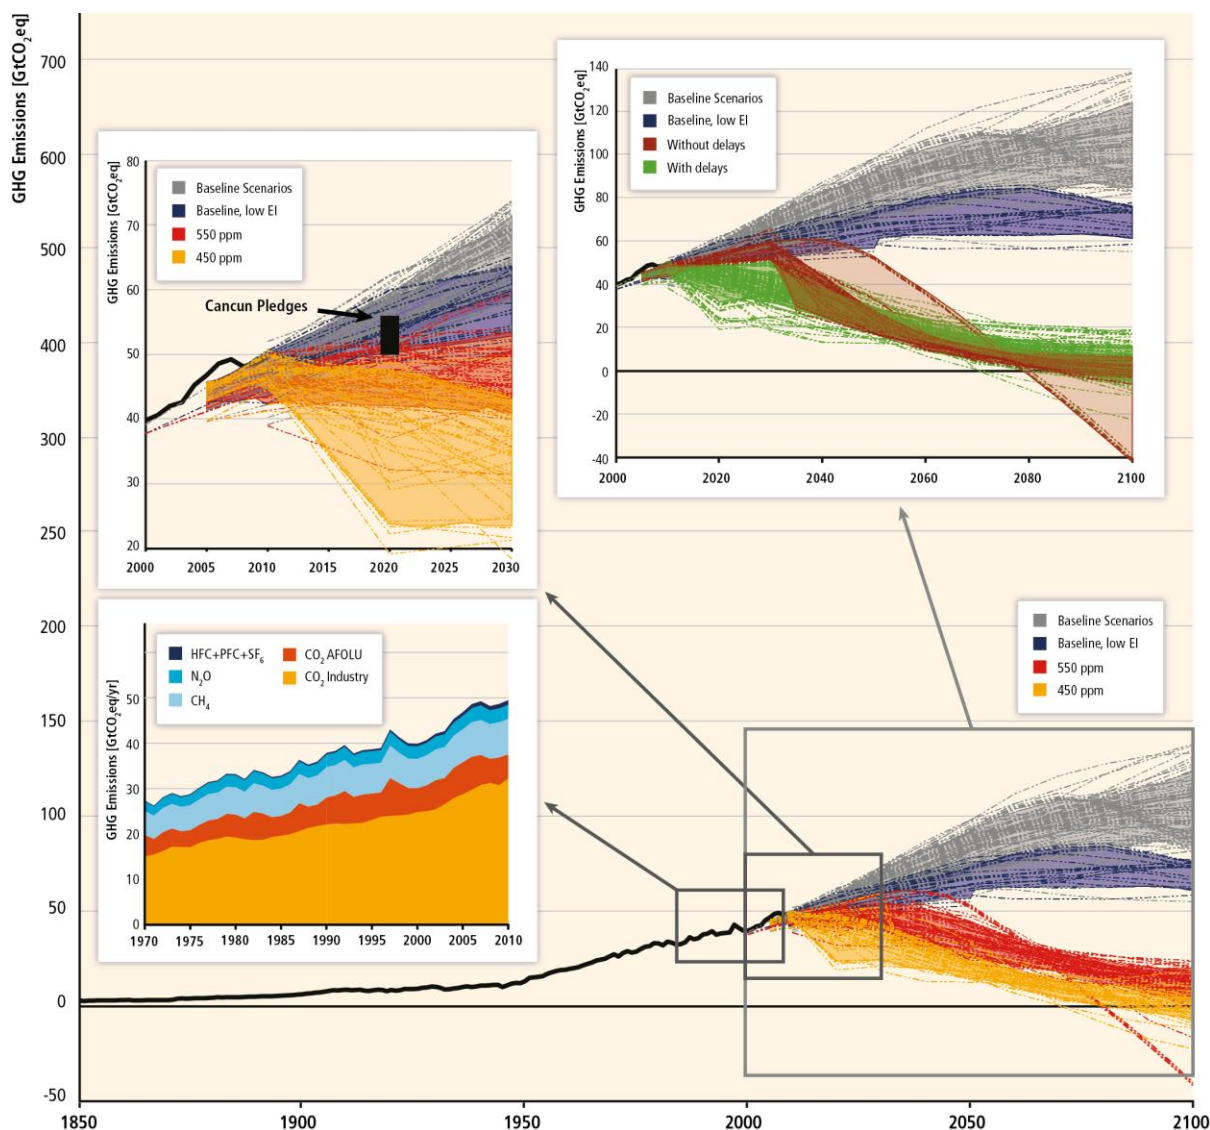 GHG Emissions [GtCO₂eq]
700
600
500
400
300
250
200
150
100
50
0
-50
1850
1900
1950
2000
2050
2100
GHG Emissions [GtCO₂eq]
80
70
60
50
40
30
20
2000
2005
2010
2015
2020
2025
2030
Baseline Scenarios
Baseline, low EI
550 ppm
450 ppm
Cancun Pledges
GHG Emissions [GtCO₂eq]
140
120
100
80
60
40
20
0
-20
-40
2000
2020
2040
2060
2080
2100
Baseline Scenarios
Baseline, low EI
Without delays
With delays
GHG Emissions [GtCO₂eq/yr]
50
40
30
20
10
0
1970
1975
1980
1985
1990
1995
2000
2005
2010
HFC+PFC+SF₆
N₂O
CH₄
CO₂ AFOLU
CO₂ Industry
Baseline Scenarios
Baseline, low EI
550 ppm
450 ppm